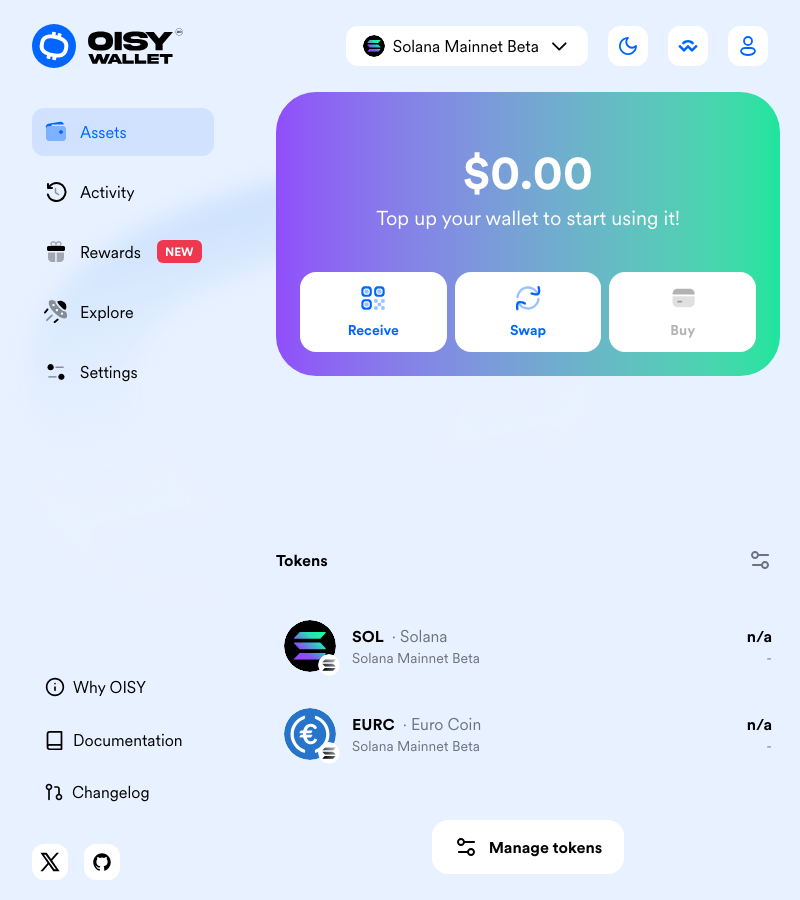 OISY
WALLET
Solana Mainnet Beta
Assets
Activity
Rewards NEW
Explore
Settings
$0.00
Top up your wallet to start using it!
Receive
Swap
Buy
Tokens
SOL · Solana n/a
Solana Mainnet Beta -
EURC · Euro Coin n/a
Solana Mainnet Beta -
Manage tokens
Why OISY
Documentation
Changelog